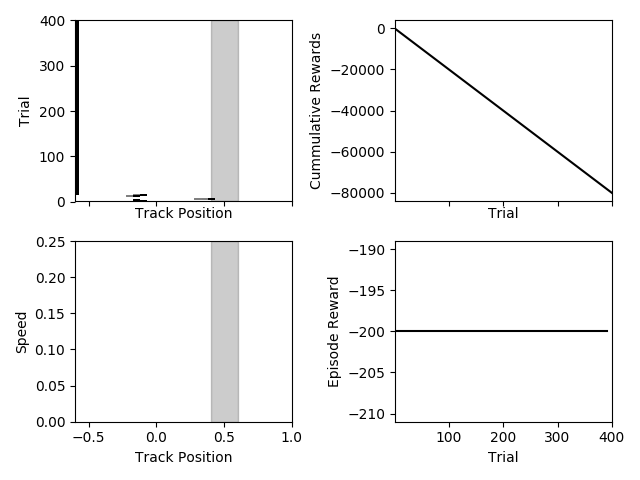 400
300
200
100
0
Trial
Track Position
0
−20000
−40000
−60000
−80000
Cummulative Rewards
Trial
0.25
0.20
0.15
0.10
0.05
0.00
Speed
−0.5 0.0 0.5 1.0
Track Position
−190
−195
−200
−205
−210
Episode Reward
100 200 300 400
Trial